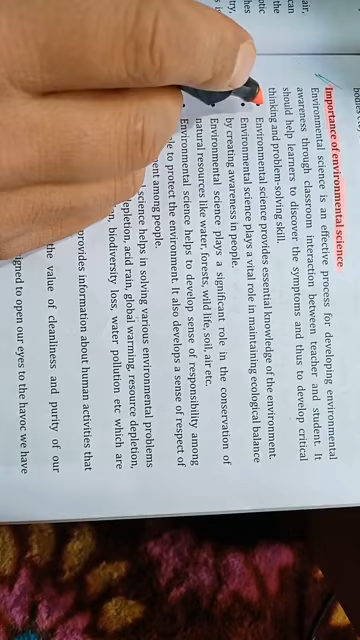 Importance of environmental science
Environmental science is an effective process for developing environmental
awareness through classroom interaction between teacher and student. It
should help learners to discover the symptoms and thus to develop critical
thinking and problem-solving skill.
• Environmental science provides essential knowledge of the environment.
• Environmental science plays a vital role in maintaining ecological balance
by creating awareness in people.
Environmental science plays a significant role in the conservation of
natural resources like water, forests, wild life, soil, air etc.
• Environmental science helps to develop sense of responsibility among
to protect the environment. It also develops a sense of respect of
among people.
science helps in solving various environmental problems
depletion, acid rain, global warming, resource depletion,
biodiversity loss, water pollution etc which are
provides information about human activities that
the value of cleanliness and purity of our
to open our eyes to the havoc we have